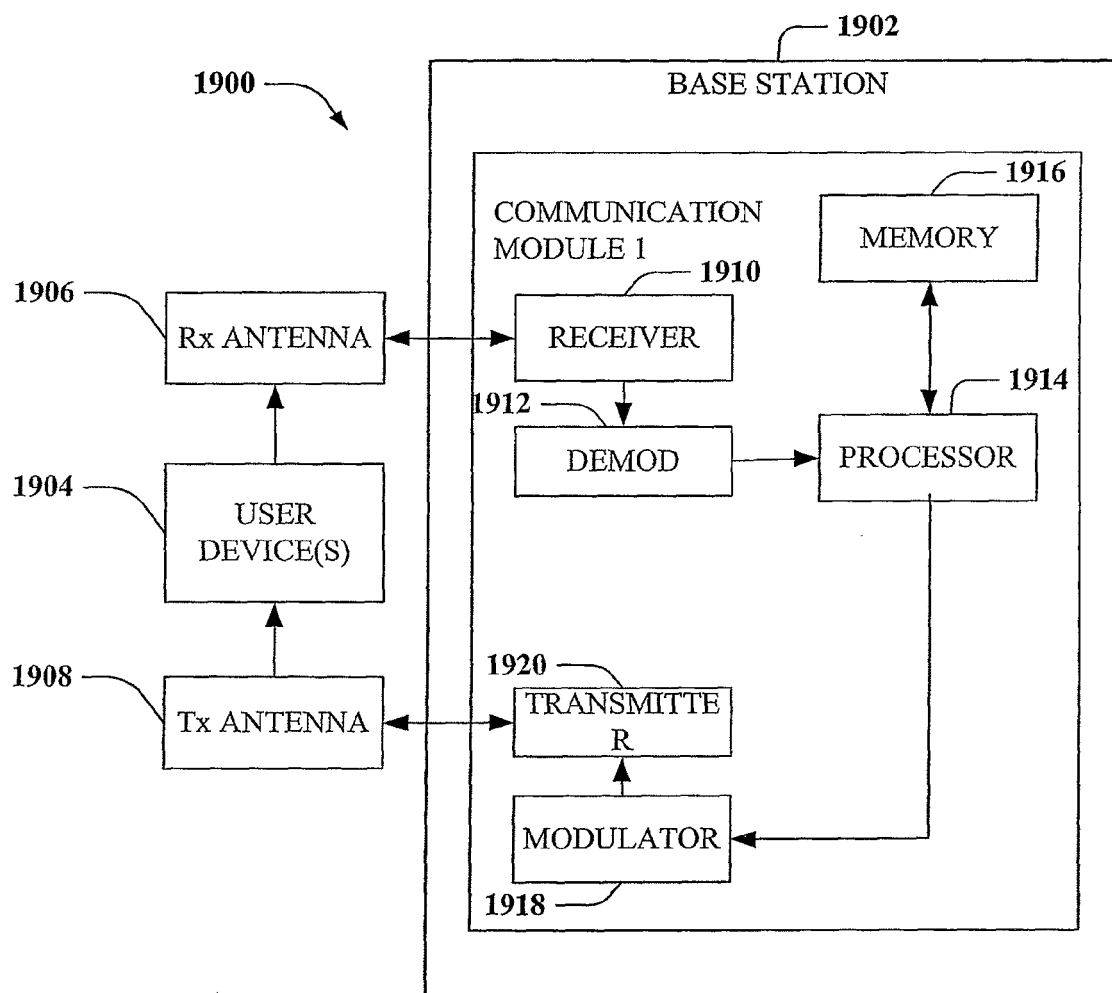 1902
BASE STATION
1900
1916
COMMUNICATION
MODULE 1
MEMORY
1910
1906
Rx ANTENNA
RECEIVER
1914
1912
DEMOD
PROCESSOR
1904
USER
DEVICE(S)
1920
1908
Tx ANTENNA
TRANSMITTE
R
MODULATOR
1918